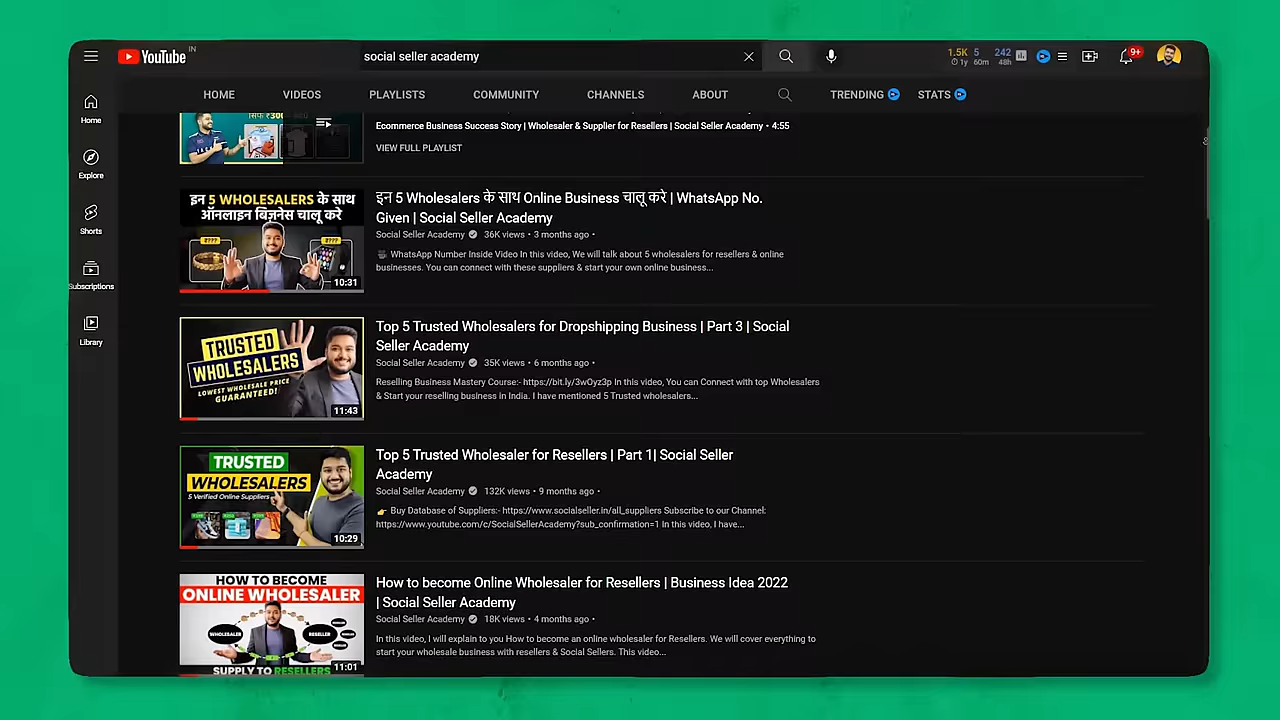 YouTube IN
social seller academy
1.5K 5 242
1y 60m 48h
9+
HOME VIDEOS PLAYLISTS COMMUNITY CHANNELS ABOUT TRENDING STATS
Home
Explore
Shorts
Subscriptions
Library
Ecommerce Business Success Story | Wholesaler & Supplier for Resellers | Social Seller Academy • 4:55
VIEW FULL PLAYLIST
इन 5 WHOLESALERS के साथ
ऑनलाइन बिज़नेस चालू करे
₹??? ₹???
10:31
इन 5 Wholesalers के साथ Online Business चालू करे | WhatsApp No.
Given | Social Seller Academy
Social Seller Academy 36K views • 3 months ago •
WhatsApp Number Inside Video In this video, We will talk about 5 wholesalers for resellers & online
businesses. You can connect with these suppliers & start your own online business...
TRUSTED
WHOLESALERS
LOWEST WHOLESALE PRICE
GUARANTEED!
11:43
Top 5 Trusted Wholesalers for Dropshipping Business | Part 3 | Social
Seller Academy
Social Seller Academy 35K views • 6 months ago •
Reselling Business Mastery Course:- https://bit.ly/3wOyz3p In this video, You can Connect with top Wholesalers
& Start your reselling business in India. I have mentioned 5 Trusted wholesalers...
TRUSTED
WHOLESALERS
5 Verified Online Suppliers
10:29
Top 5 Trusted Wholesaler for Resellers | Part 1| Social Seller
Academy
Social Seller Academy 132K views • 9 months ago •
Buy Database of Suppliers:- https://www.socialseller.in/all_suppliers Subscribe to our Channel:
https://www.youtube.com/c/SocialSellerAcademy?sub_confirmation=1 In this video, I have...
HOW TO BECOME
ONLINE WHOLESALER
WHOLESALER RESELLER
SUPPLY TO RESELLERS
11:01
How to become Online Wholesaler for Resellers | Business Idea 2022
| Social Seller Academy
Social Seller Academy 18K views • 4 months ago •
In this video, I will explain to you How to become an online wholesaler for Resellers. We will cover everything to
start your wholesale business with resellers & Social Sellers. This video...